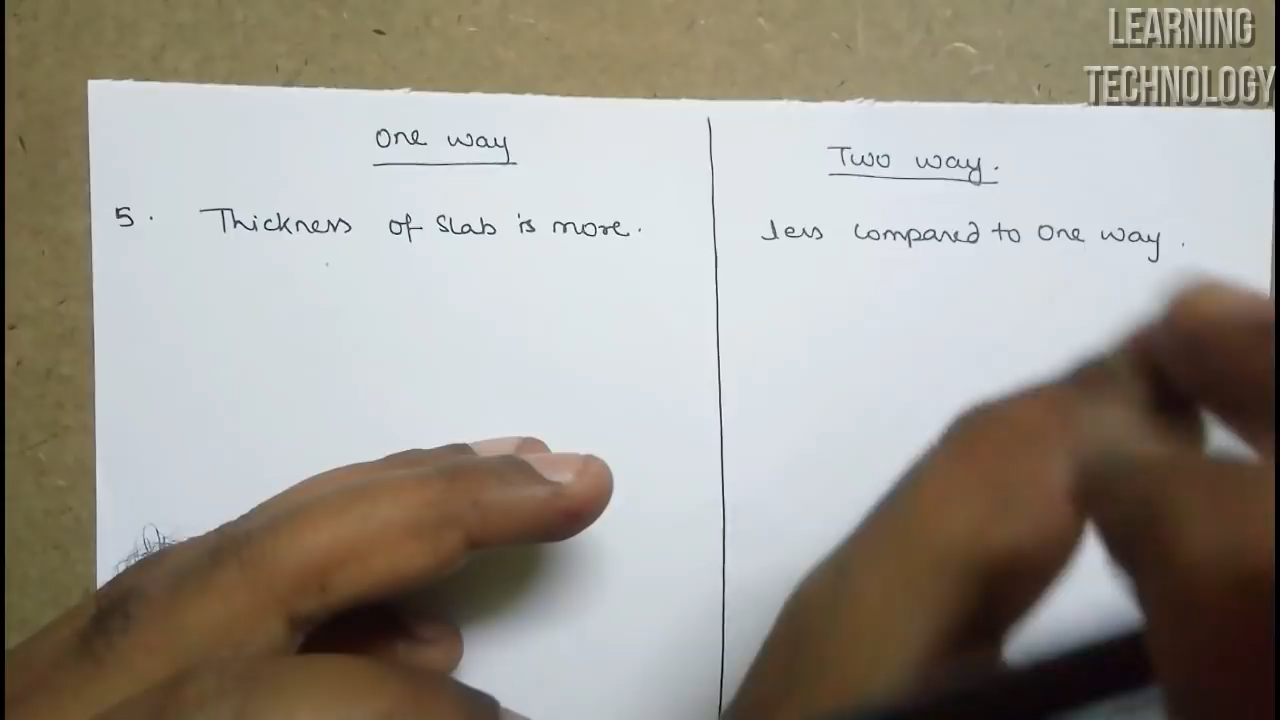 LEARNING
TECHNOLOGY
One way
Two way.
5. Thickness of Slab is more.
less compared to One way.